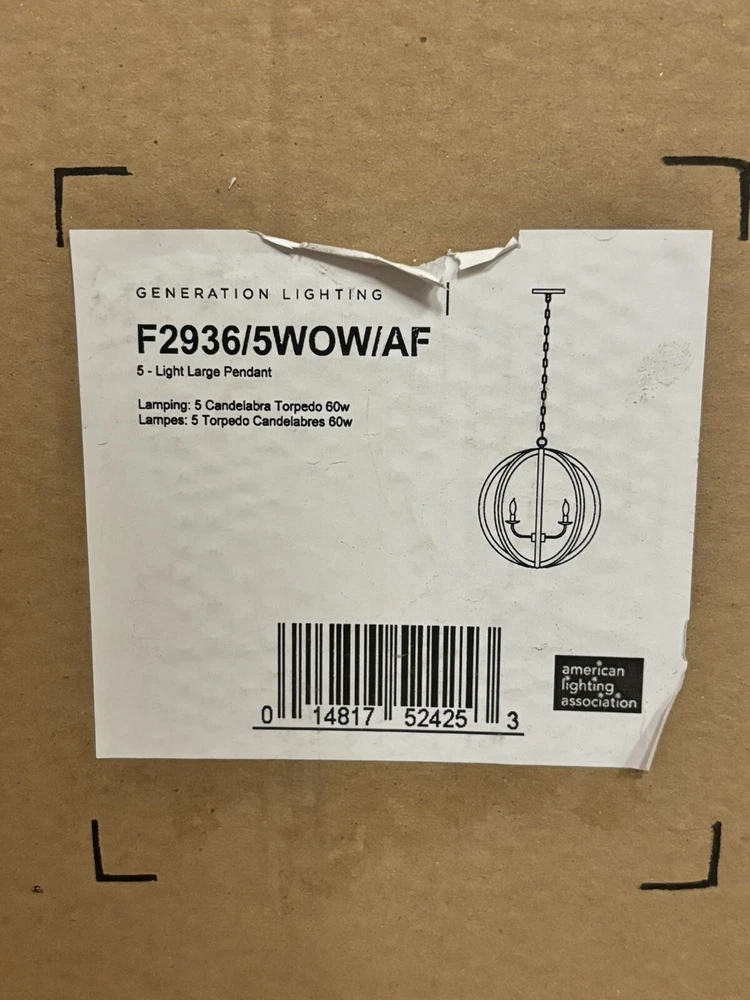 GENERATION LIGHTING
F2936/5WOW/AF
5 - Light Large Pendant
Lamping: 5 Candelabra Torpedo 60w
Lampes: 5 Torpedo Candelabres 60w
0 14817 52425 3
american
lighting
association